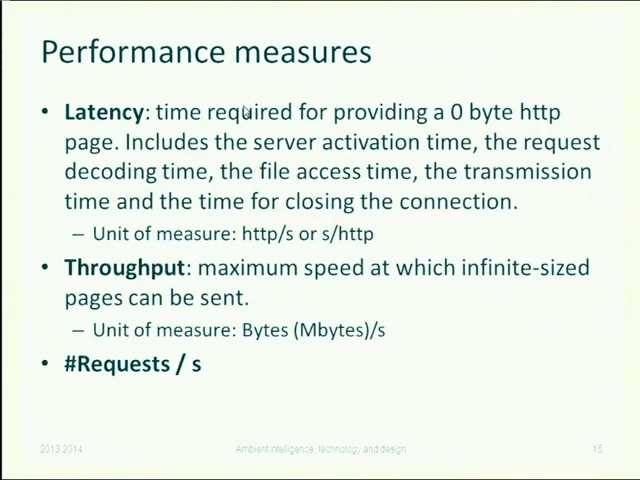 Performance measures
• Latency: time required for providing a 0 byte http
page. Includes the server activation time, the request
decoding time, the file access time, the transmission
time and the time for closing the connection.
– Unit of measure: http/s or s/http
• Throughput: maximum speed at which infinite-sized
pages can be sent.
– Unit of measure: Bytes (Mbytes)/s
• #Requests / s
2013 2014 Ambient intelligence: technology and design 15